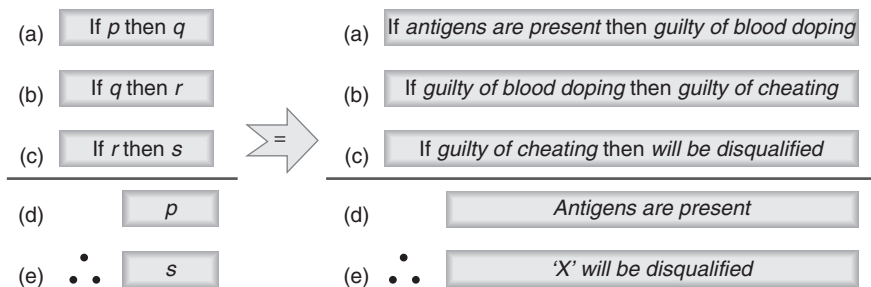 (a) If p then q
(b) If q then r
(c) If r then s
(d) p
(e) ∴ s
=
(a) If antigens are present then guilty of blood doping
(b) If guilty of blood doping then guilty of cheating
(c) If guilty of cheating then will be disqualified
(d) Antigens are present
(e) ∴ ‘X’ will be disqualified